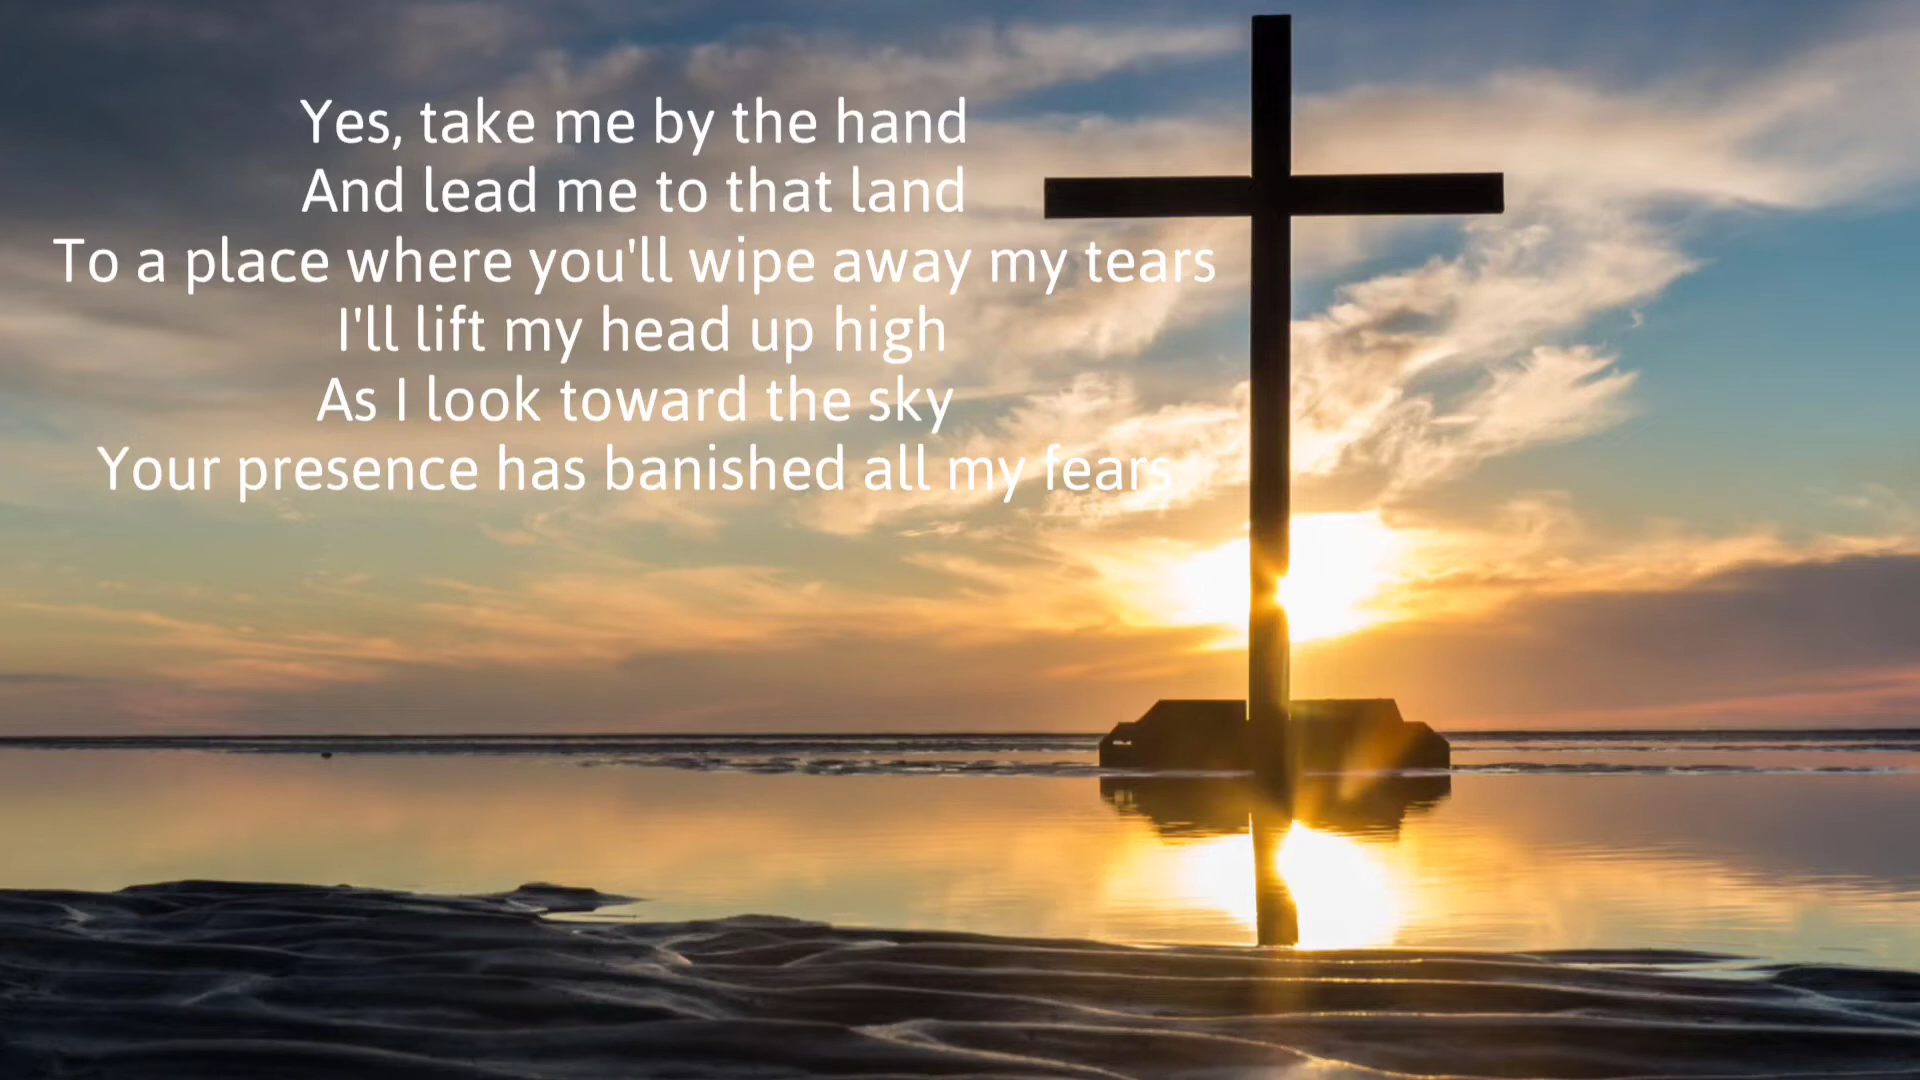 Yes, take me by the hand
And lead me to that land
To a place where you'll wipe away my tears
I'll lift my head up high
As I look toward the sky
Your presence has banished all my fears